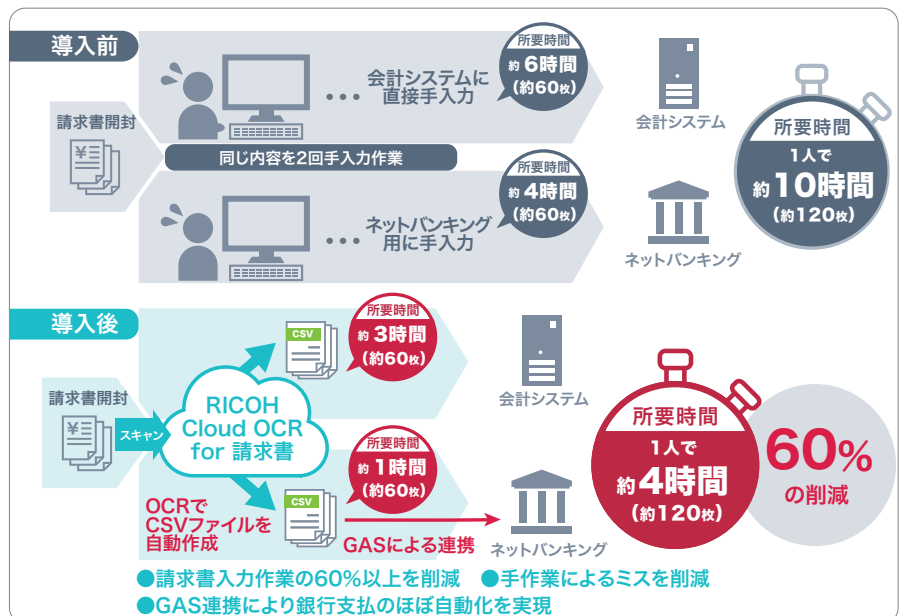 導入前
請求書開封
¥
会計システムに
直接手入力
所要時間
約6時間
(約60枚)
会計システム
同じ内容を2回手入力作業
ネットバンキング
用に手入力
所要時間
約4時間
(約60枚)
ネットバンキング
所要時間
1人で
約10時間
(約120枚)
導入後
請求書開封
¥
スキャン
RICOH
Cloud OCR
for 請求書
CSV
所要時間
約3時間
(約60枚)
会計システム
OCRで
CSVファイルを
自動作成
CSV
所要時間
約1時間
(約60枚)
GASによる連携
ネットバンキング
所要時間
1人で
約4時間
(約120枚)
60%
の削減
●請求書入力作業の60%以上を削減 ●手作業によるミスを削減
●GAS連携により銀行支払のほぼ自動化を実現